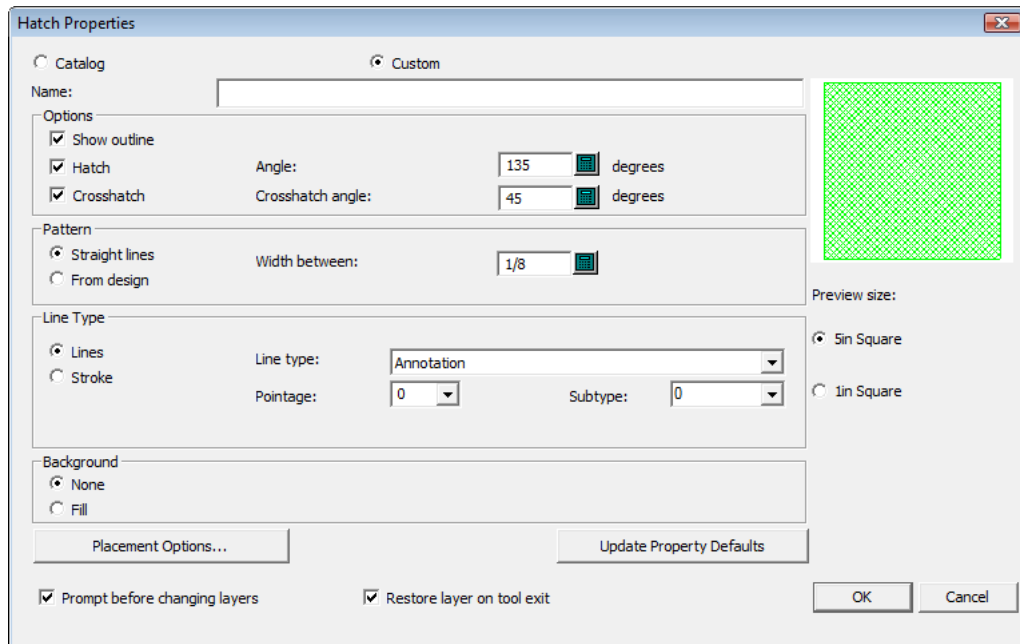 Hatch Properties
Catalog Custom
Name:
Options
Show outline
Hatch Angle: 135 degrees
Crosshatch Crosshatch angle: 45 degrees
Pattern
Straight lines Width between: 1/8
From design
Preview size:
Line Type
Lines Line type: Annotation 5in Square
Stroke
Pointage: 0 Subtype: 0 1in Square
Background
None
Fill
Placement Options... Update Property Defaults
Prompt before changing layers Restore layer on tool exit OK Cancel